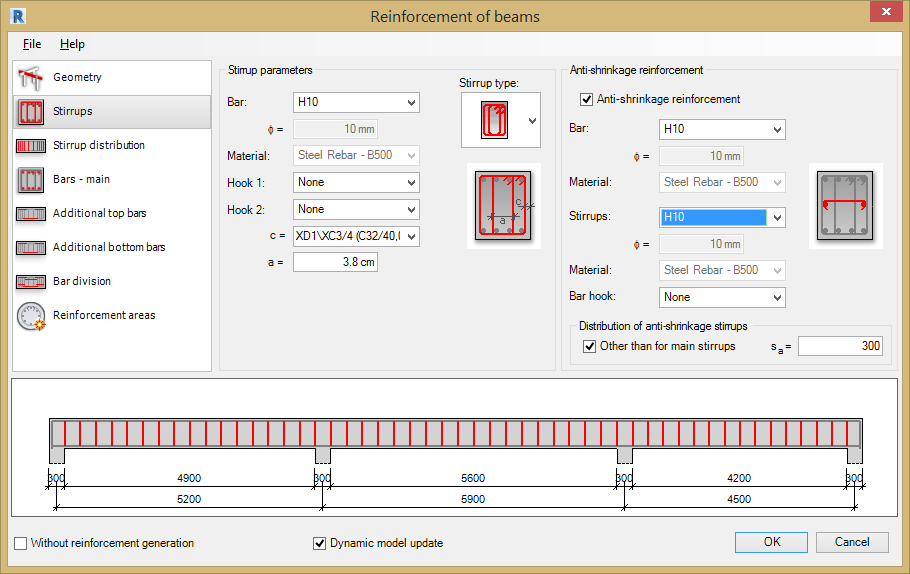 Reinforcement of beams
File Help
Geometry
Stirrups
Stirrup distribution
Bars - main
Additional top bars
Additional bottom bars
Bar division
Reinforcement areas
Stirrup parameters
Bar: H10
ϕ = 10 mm
Material: Steel Rebar - B500
Hook 1: None
Hook 2: None
c = XD1\XC3/4 (C32/40,(
a = 3.8 cm
Stirrup type:
c
a
Anti-shrinkage reinforcement
Anti-shrinkage reinforcement
Bar: H10
ϕ = 10 mm
Material: Steel Rebar - B500
Stirrups: H10
ϕ = 10 mm
Material: Steel Rebar - B500
Bar hook: None
Distribution of anti-shrinkage stirrups
Other than for main stirrups sa = 300
300 4900 300 5600 300 4200 300
5200 5900 4500
Without reinforcement generation Dynamic model update OK Cancel